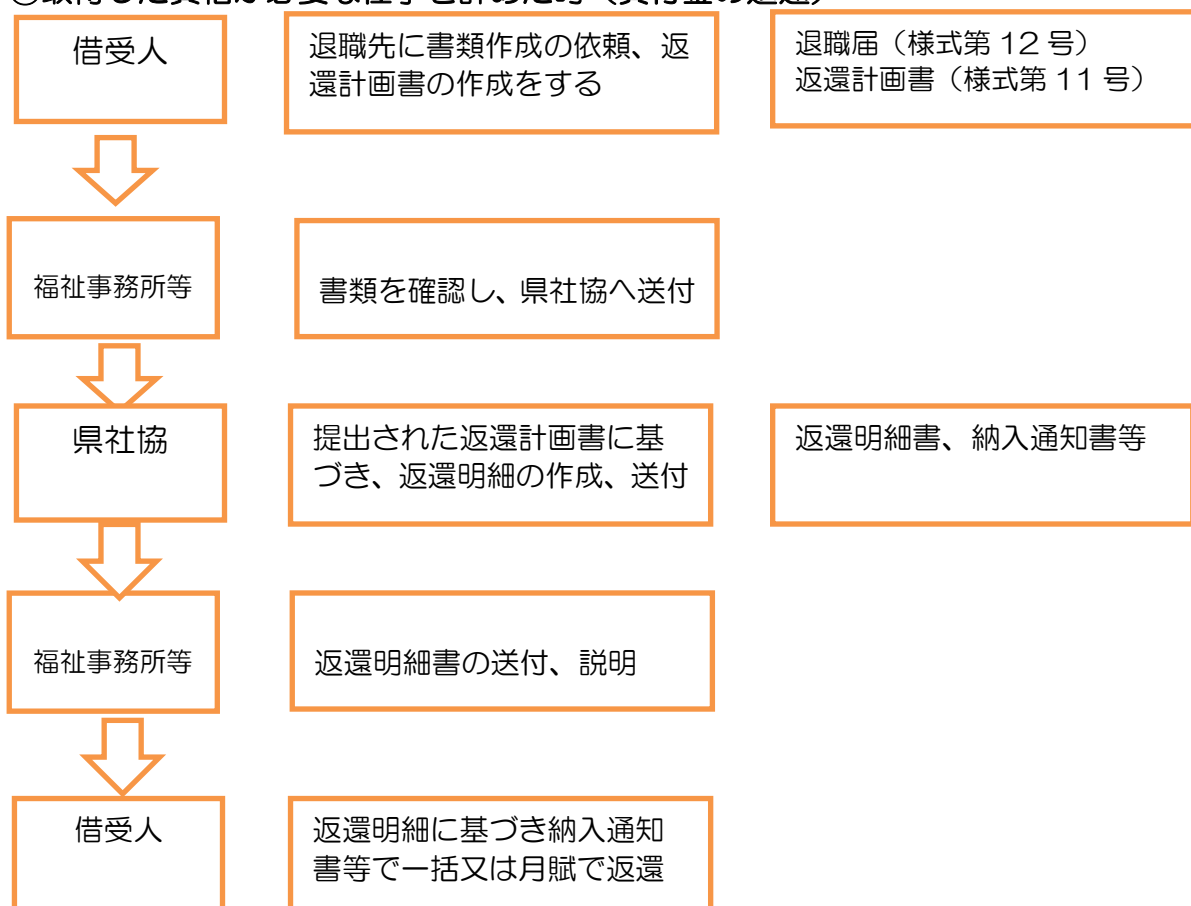 借受人
退職先に書類作成の依頼、返
還計画書の作成をする
退職届（様式第 12 号）
返還計画書（様式第 11 号）
福祉事務所等
書類を確認し、県社協へ送付
県社協
提出された返還計画書に基
づき、返還明細の作成、送付
返還明細書、納入通知書等
福祉事務所等
返還明細書の送付、説明
借受人
返還明細に基づき納入通知
書等で一括又は月賦で返還